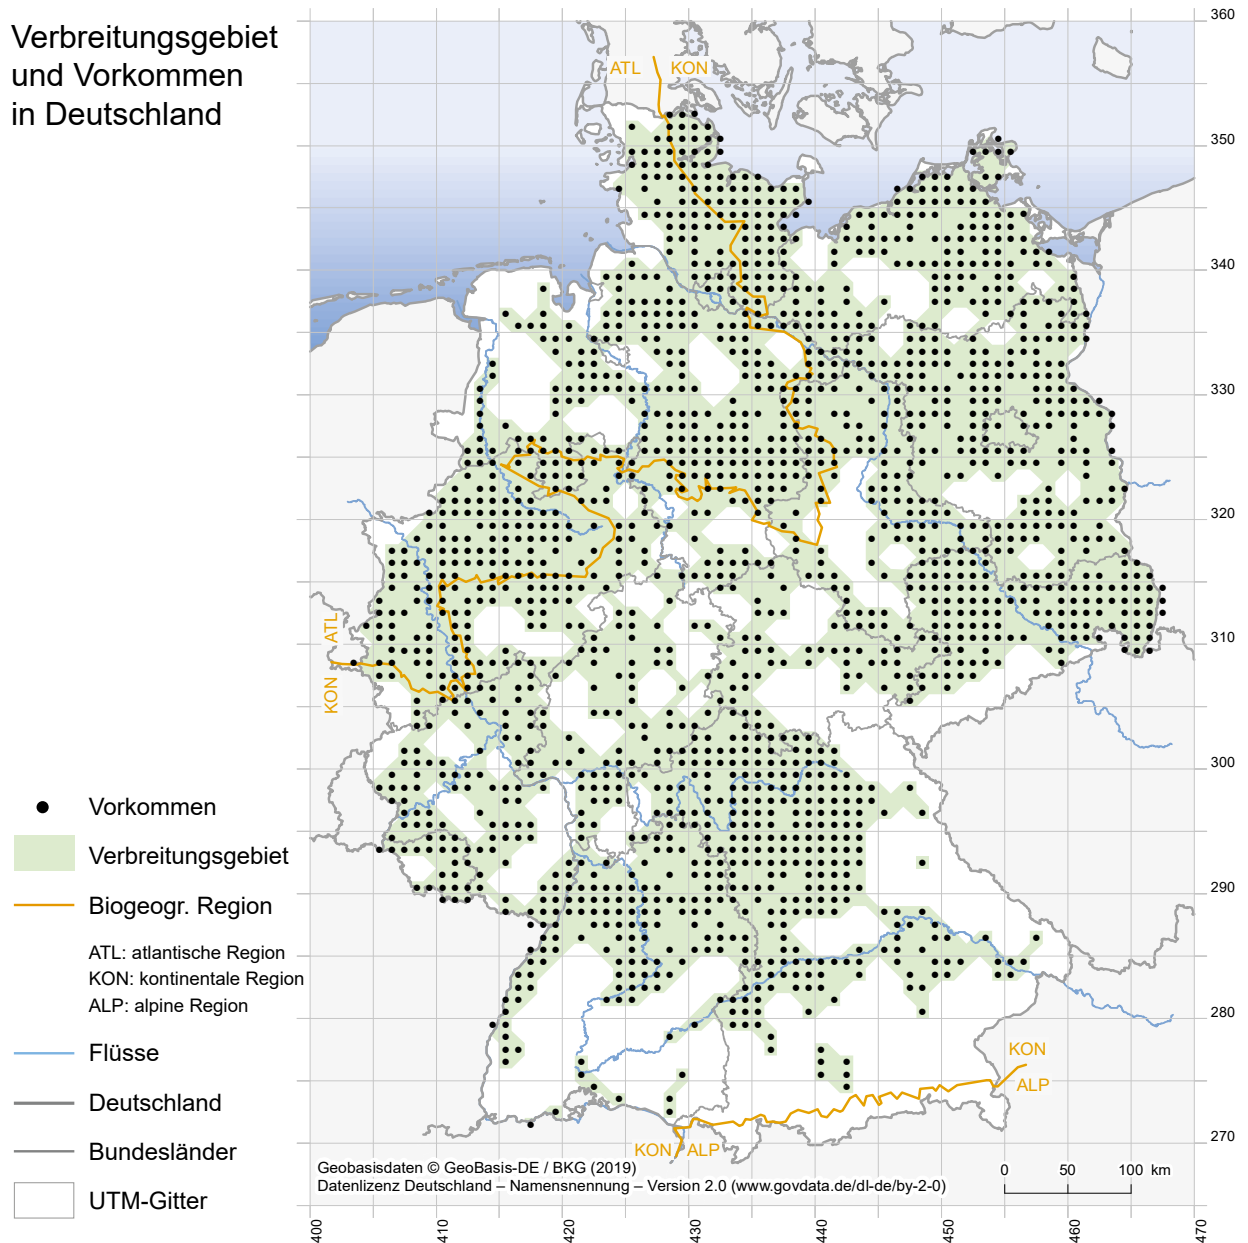 Verbreitungsgebiet
und Vorkommen
in Deutschland
ATL KON
360
350
340
330
320
310
300
290
280
270
ATL
KON
Vorkommen
Verbreitungsgebiet
Biogeogr. Region
ATL: atlantische Region
KON: kontinentale Region
ALP: alpine Region
Flüsse
Deutschland
Bundesländer
UTM-Gitter
KON
ALP
KON ALP
Geobasisdaten © GeoBasis-DE / BKG (2019)
Datenlizenz Deutschland – Namensnennung – Version 2.0 (www.govdata.de/dl-de/by-2-0)
0 50 100 km
400 410 420 430 440 450 460 470